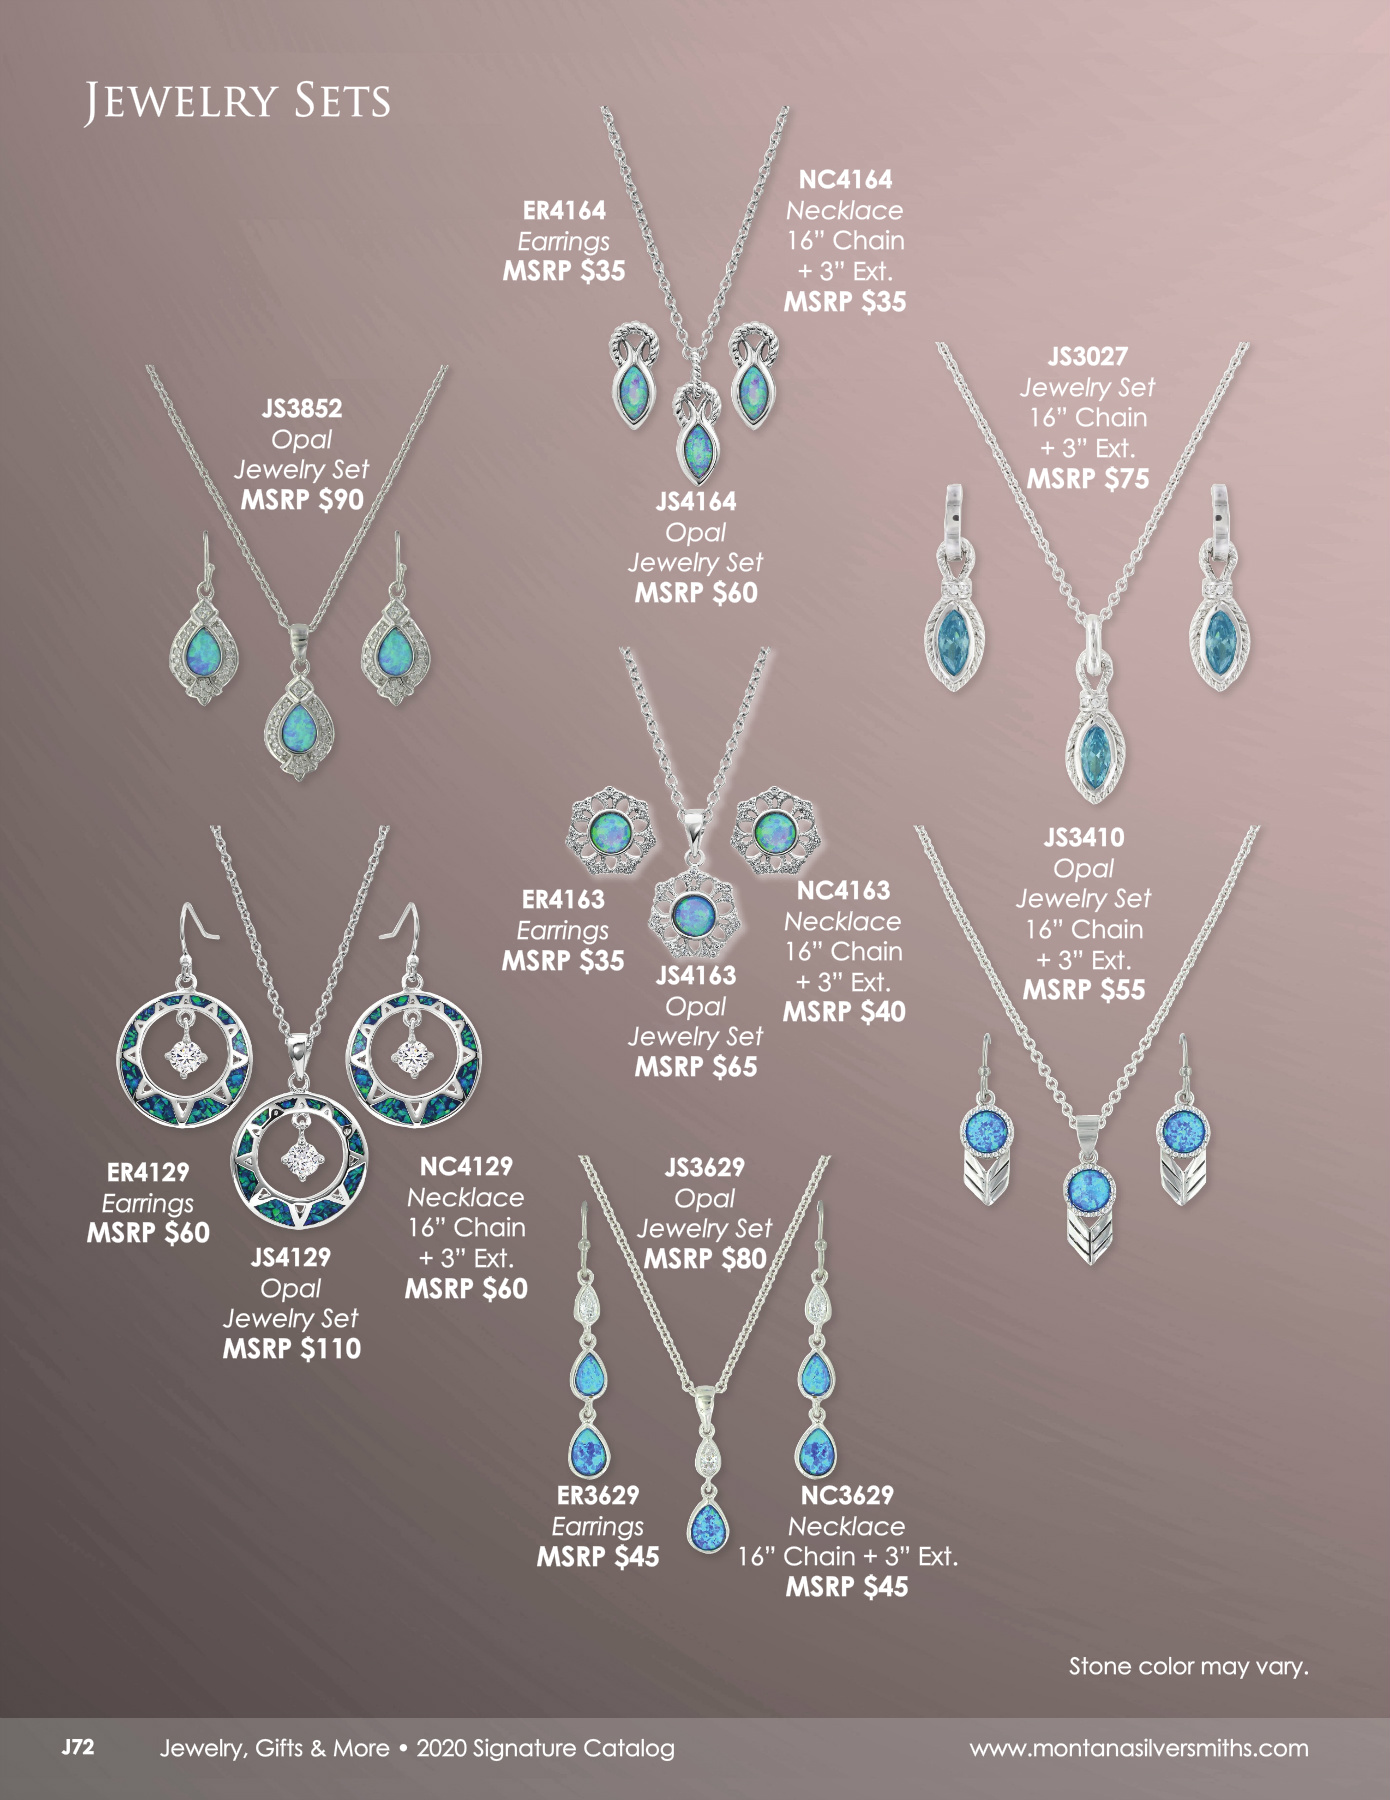 Jewelry Sets
ER4164
Earrings
MSRP $35
NC4164
Necklace
16” Chain
+ 3” Ext.
MSRP $35
JS4164
Opal
Jewelry Set
MSRP $60
JS3852
Opal
Jewelry Set
MSRP $90
JS3027
Jewelry Set
16” Chain
+ 3” Ext.
MSRP $75
ER4163
Earrings
MSRP $35
NC4163
Necklace
16” Chain
+ 3” Ext.
MSRP $40
JS4163
Opal
Jewelry Set
MSRP $65
JS3410
Opal
Jewelry Set
16” Chain
+ 3” Ext.
MSRP $55
ER4129
Earrings
MSRP $60
NC4129
Necklace
16” Chain
+ 3” Ext.
MSRP $60
JS4129
Opal
Jewelry Set
MSRP $110
JS3629
Opal
Jewelry Set
MSRP $80
ER3629
Earrings
MSRP $45
NC3629
Necklace
16” Chain + 3” Ext.
MSRP $45
Stone color may vary.
J72 Jewelry, Gifts & More • 2020 Signature Catalog www.montanasilversmiths.com